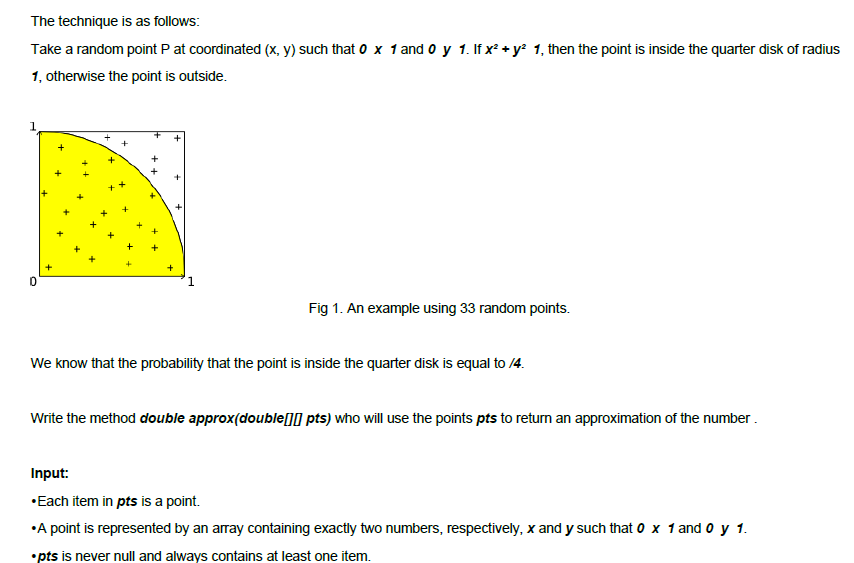 The technique is as follows:
Take a random point P at coordinated (x, y) such that 0 x 1 and 0 y 1. If x² + y² 1, then the point is inside the quarter disk of radius
1, otherwise the point is outside.
1
0
1
Fig 1. An example using 33 random points.
We know that the probability that the point is inside the quarter disk is equal to /4.
Write the method double approx(double[][] pts) who will use the points pts to return an approximation of the number .
Input:
•Each item in pts is a point.
•A point is represented by an array containing exactly two numbers, respectively, x and y such that 0 x 1 and 0 y 1.
•pts is never null and always contains at least one item.